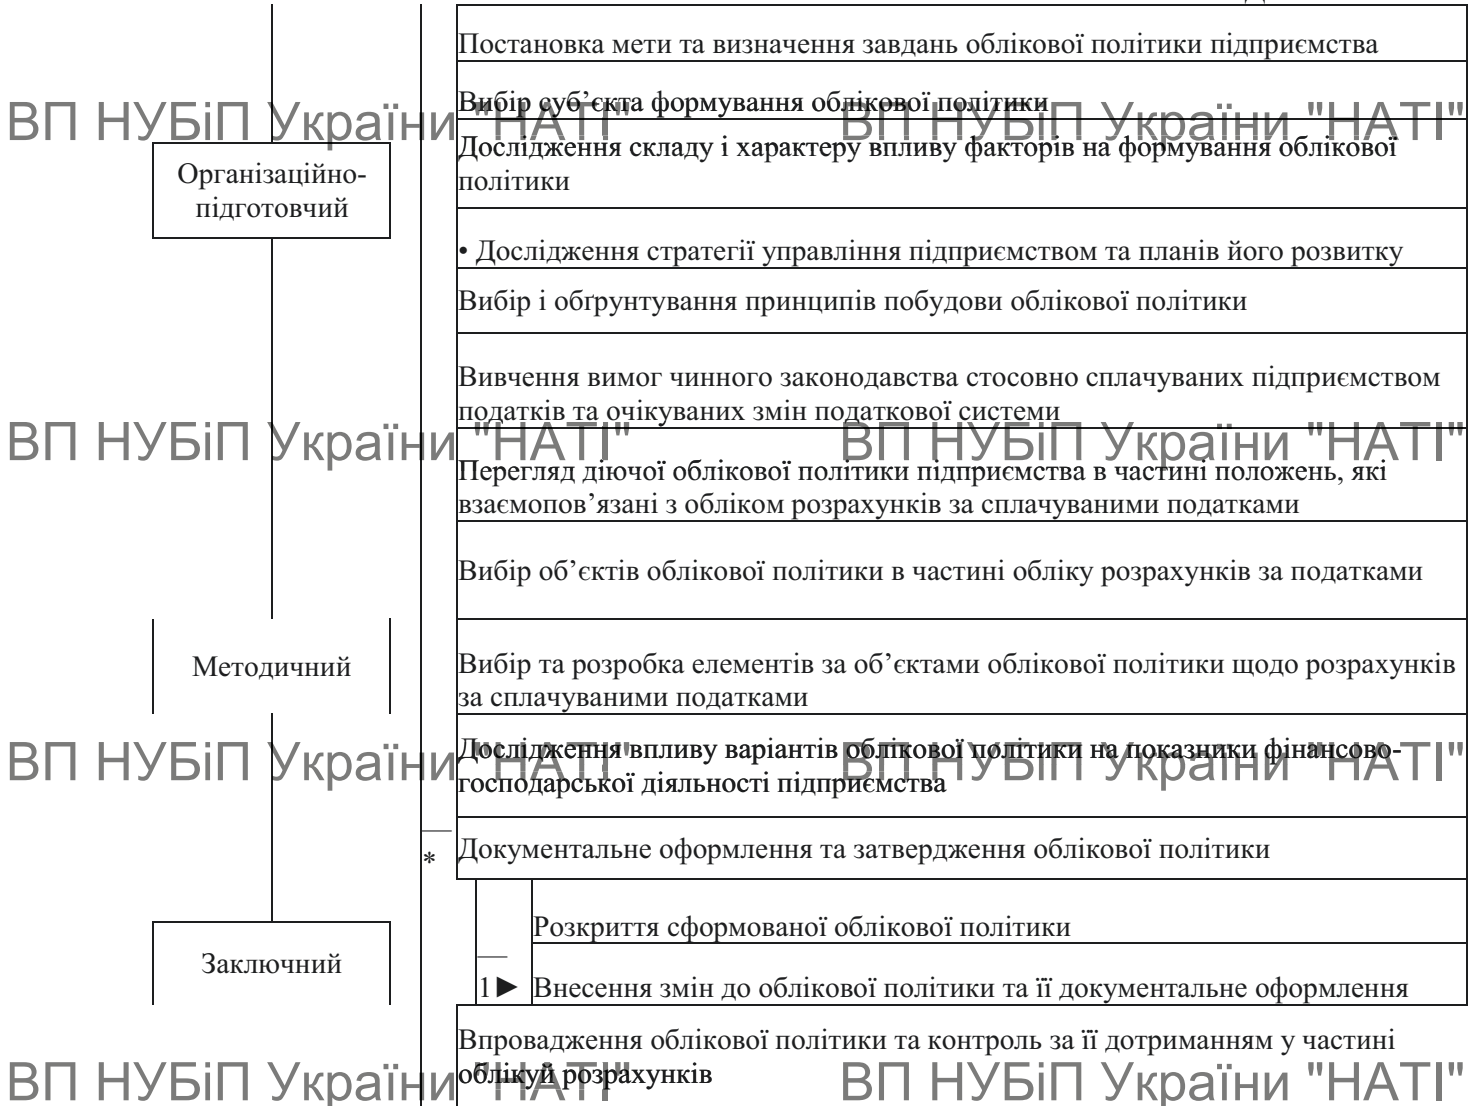 Постановка мети та визначення завдань облікової політики підприємства
Вибір суб’єкта формування облікової політики
ВП НУБіП України "НАТІ"
ВП НУБіП України "НАТІ"
Дослідження складу і характеру впливу факторів на формування облікової
політики
Організаційно-
підготовчий
• Дослідження стратегії управління підприємством та планів його розвитку
Вибір і обґрунтування принципів побудови облікової політики
Вивчення вимог чинного законодавства стосовно сплачуваних підприємством
податків та очікуваних змін податкової системи
ВП НУБіП України "НАТІ"
ВП НУБіП України "НАТІ"
Перегляд діючої облікової політики підприємства в частині положень, які
взаємопов’язані з обліком розрахунків за сплачуваними податками
Вибір об’єктів облікової політики в частині обліку розрахунків за податками
Методичний
Вибір та розробка елементів за об’єктами облікової політики щодо розрахунків
за сплачуваними податками
Дослідження впливу варіантів облікової політики на показники фінансово-
господарської діяльності підприємства
ВП НУБіП України "НАТІ"
ВП НУБіП України "НАТІ"
*
Документальне оформлення та затвердження облікової політики
Розкриття сформованої облікової політики
Заключний
1► Внесення змін до облікової політики та її документальне оформлення
Впровадження облікової політики та контроль за її дотриманням у частині
облікуй розрахунків
ВП НУБіП України "НАТІ"
ВП НУБіП України "НАТІ"